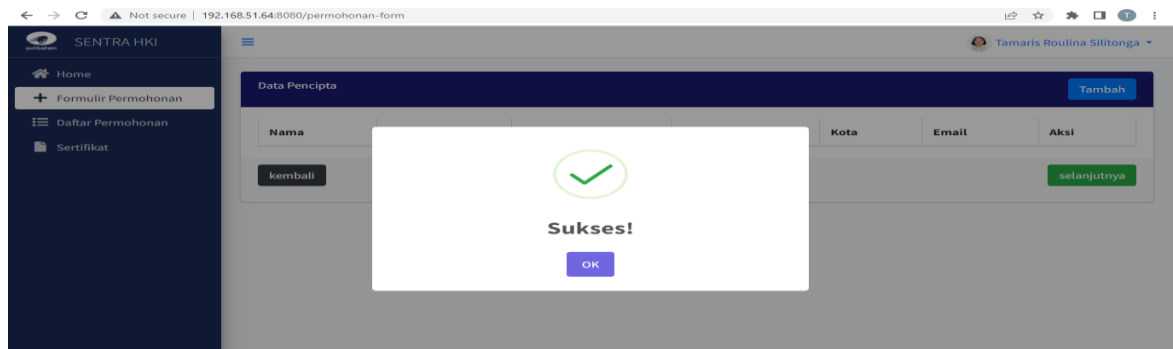 Not secure | 192.168.51.64:8080/permohonan-form
T
polibatam
SENTRA HKI
Tamaris Roulina Silitonga
Home
Formulir Permohonan
Daftar Permohonan
Sertifikat
Data Pencipta
Tambah
Nama Kota Email Aksi
kembali
selanjutnya
Sukses!
OK